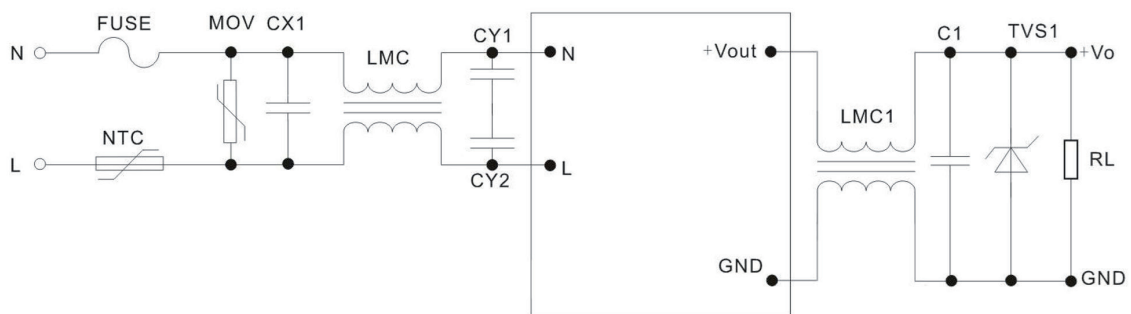 FUSE MOV CX1 CY1 C1 TVS1
N LMC N +Vout +Vo
LMC1
NTC RL
L L
CY2
GND GND